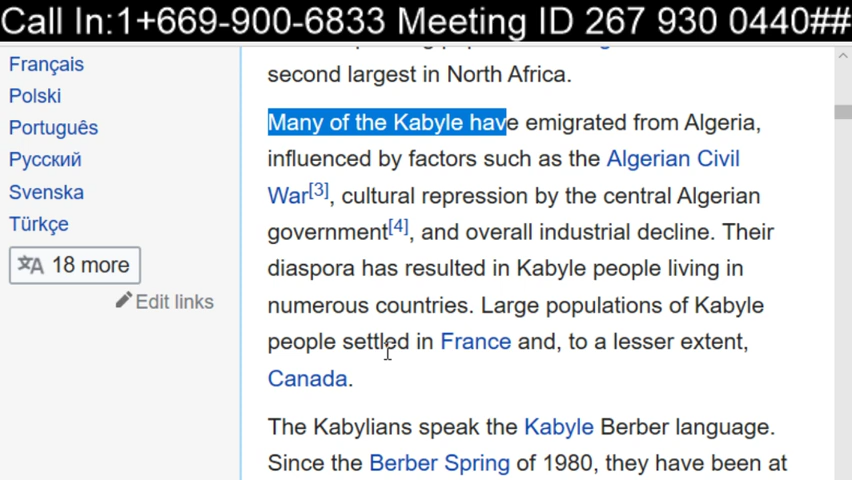 Call In:1+669-900-6833 Meeting ID 267 930 0440##
Français
Polski
Português
Русский
Svenska
Türkçe
18 more
Edit links
second largest in North Africa.
Many of the Kabyle have emigrated from Algeria,
influenced by factors such as the Algerian Civil
War[3], cultural repression by the central Algerian
government[4], and overall industrial decline. Their
diaspora has resulted in Kabyle people living in
numerous countries. Large populations of Kabyle
people settled in France and, to a lesser extent,
Canada.
The Kabylians speak the Kabyle Berber language.
Since the Berber Spring of 1980, they have been at